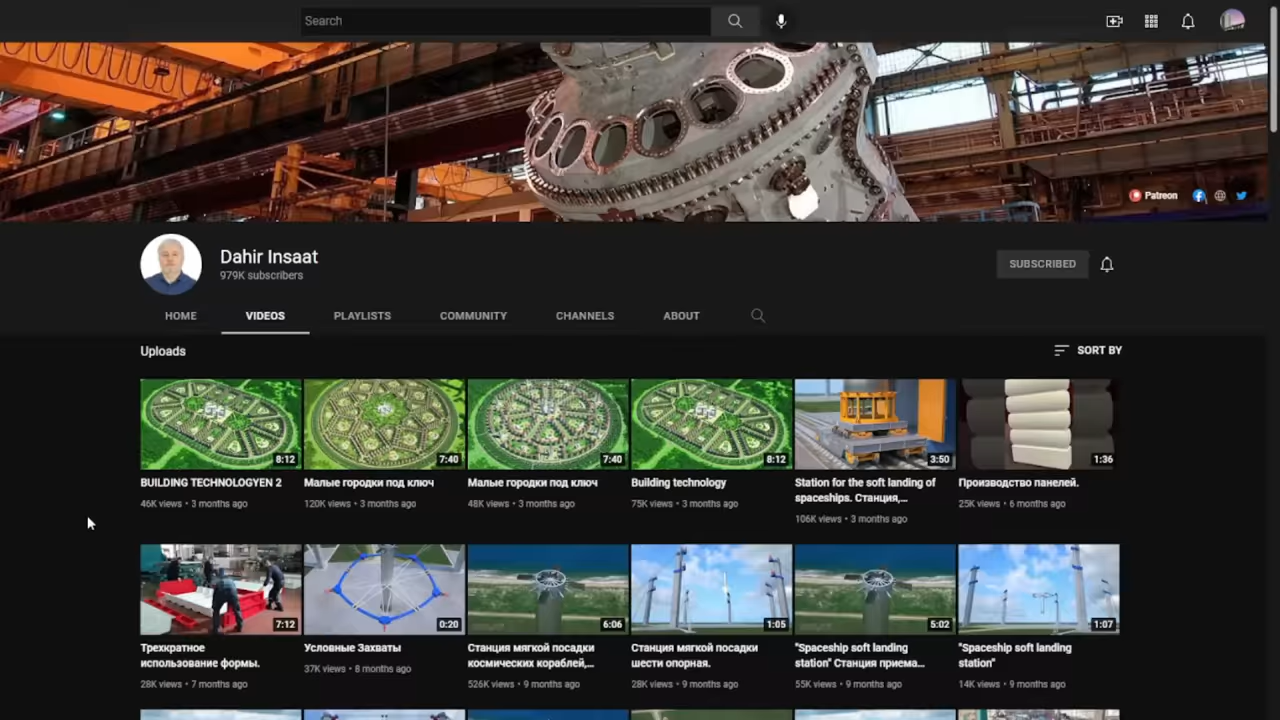 Search
Patreon
Dahir Insaat
979K subscribers
SUBSCRIBED
HOME
VIDEOS
PLAYLISTS
COMMUNITY
CHANNELS
ABOUT
Uploads
SORT BY
8:12
7:40
7:40
8:12
3:50
1:36
BUILDING TECHNOLOGYEN 2
46K views • 3 months ago
Малые городки под ключ
120K views • 3 months ago
Малые городки под ключ
48K views • 3 months ago
Building technology
75K views • 3 months ago
Station for the soft landing of
spaceships. Станция,...
106K views • 3 months ago
Производство панелей.
25K views • 6 months ago
7:12
0:20
6:06
1:05
5:02
1:07
Трехкратное
использование формы.
28K views • 7 months ago
Условные Захваты
37K views • 8 months ago
Станция мягкой посадки
космических кораблей,...
526K views • 9 months ago
Станция мягкой посадки
шести опорная.
28K views • 9 months ago
"Spaceship soft landing
station" Станция приема...
55K views • 9 months ago
"Spaceship soft landing
station"
14K views • 9 months ago